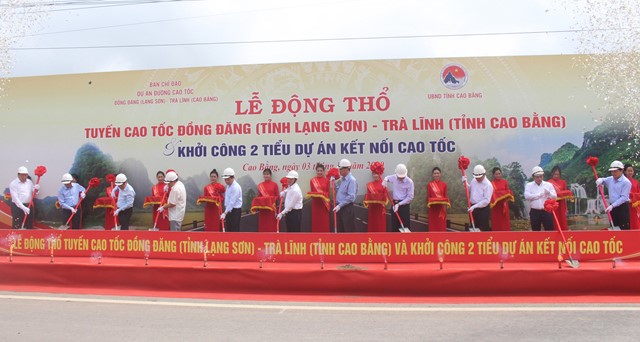 BAN CHỈ ĐẠO
DỰ ÁN ĐƯỜNG CAO TỐC
ĐỒNG ĐĂNG (LẠNG SƠN) - TRÀ LĨNH (CAO BẰNG)
UBND TỈNH CAO BẰNG
LỄ ĐỘNG THỔ
TUYẾN CAO TỐC ĐỒNG ĐĂNG (TỈNH LẠNG SƠN) - TRÀ LĨNH (TỈNH CAO BẰNG)
& KHỞI CÔNG 2 TIỂU DỰ ÁN KẾT NỐI CAO TỐC
Cao Bằng, ngày 03
LỄ ĐỘNG THỔ TUYẾN CAO TỐC ĐỒNG ĐĂNG (TỈNH LẠNG SƠN) - TRÀ LĨNH (TỈNH CAO BẰNG) VÀ KHỞI CÔNG 2 TIỂU DỰ ÁN KẾT NỐI CAO TỐC